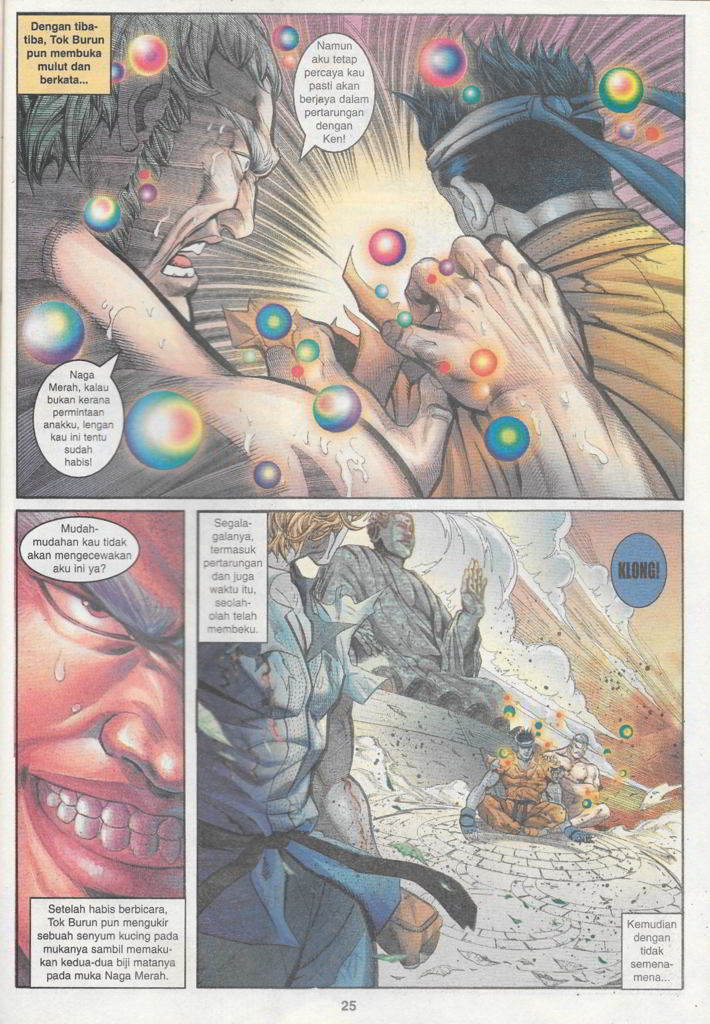 Dengan tiba-
tiba, Tok Burun
pun membuka
mulut dan
berkata...
Namun
aku tetap
percaya kau
pasti akan
berjaya dalam
pertarungan
dengan
Ken!
Naga
Merah, kalau
bukan kerana
permintaan
anakku, lengan
kau ini tentu
sudah
habis!
Mudah-
mudahan kau tidak
akan mengecewakan
aku ini ya?
Setelah habis berbicara,
Tok Burun pun mengukir
sebuah senyum kucing pada
mukanya sambil memaku-
kan kedua-dua biji matanya
pada muka Naga Merah.
Segala-
galanya,
termasuk
pertarungan
dan juga
waktu itu,
seolah-
olah telah
membeku.
KLONG!
Kemudian
dengan
tidak
semena-
mena...
25